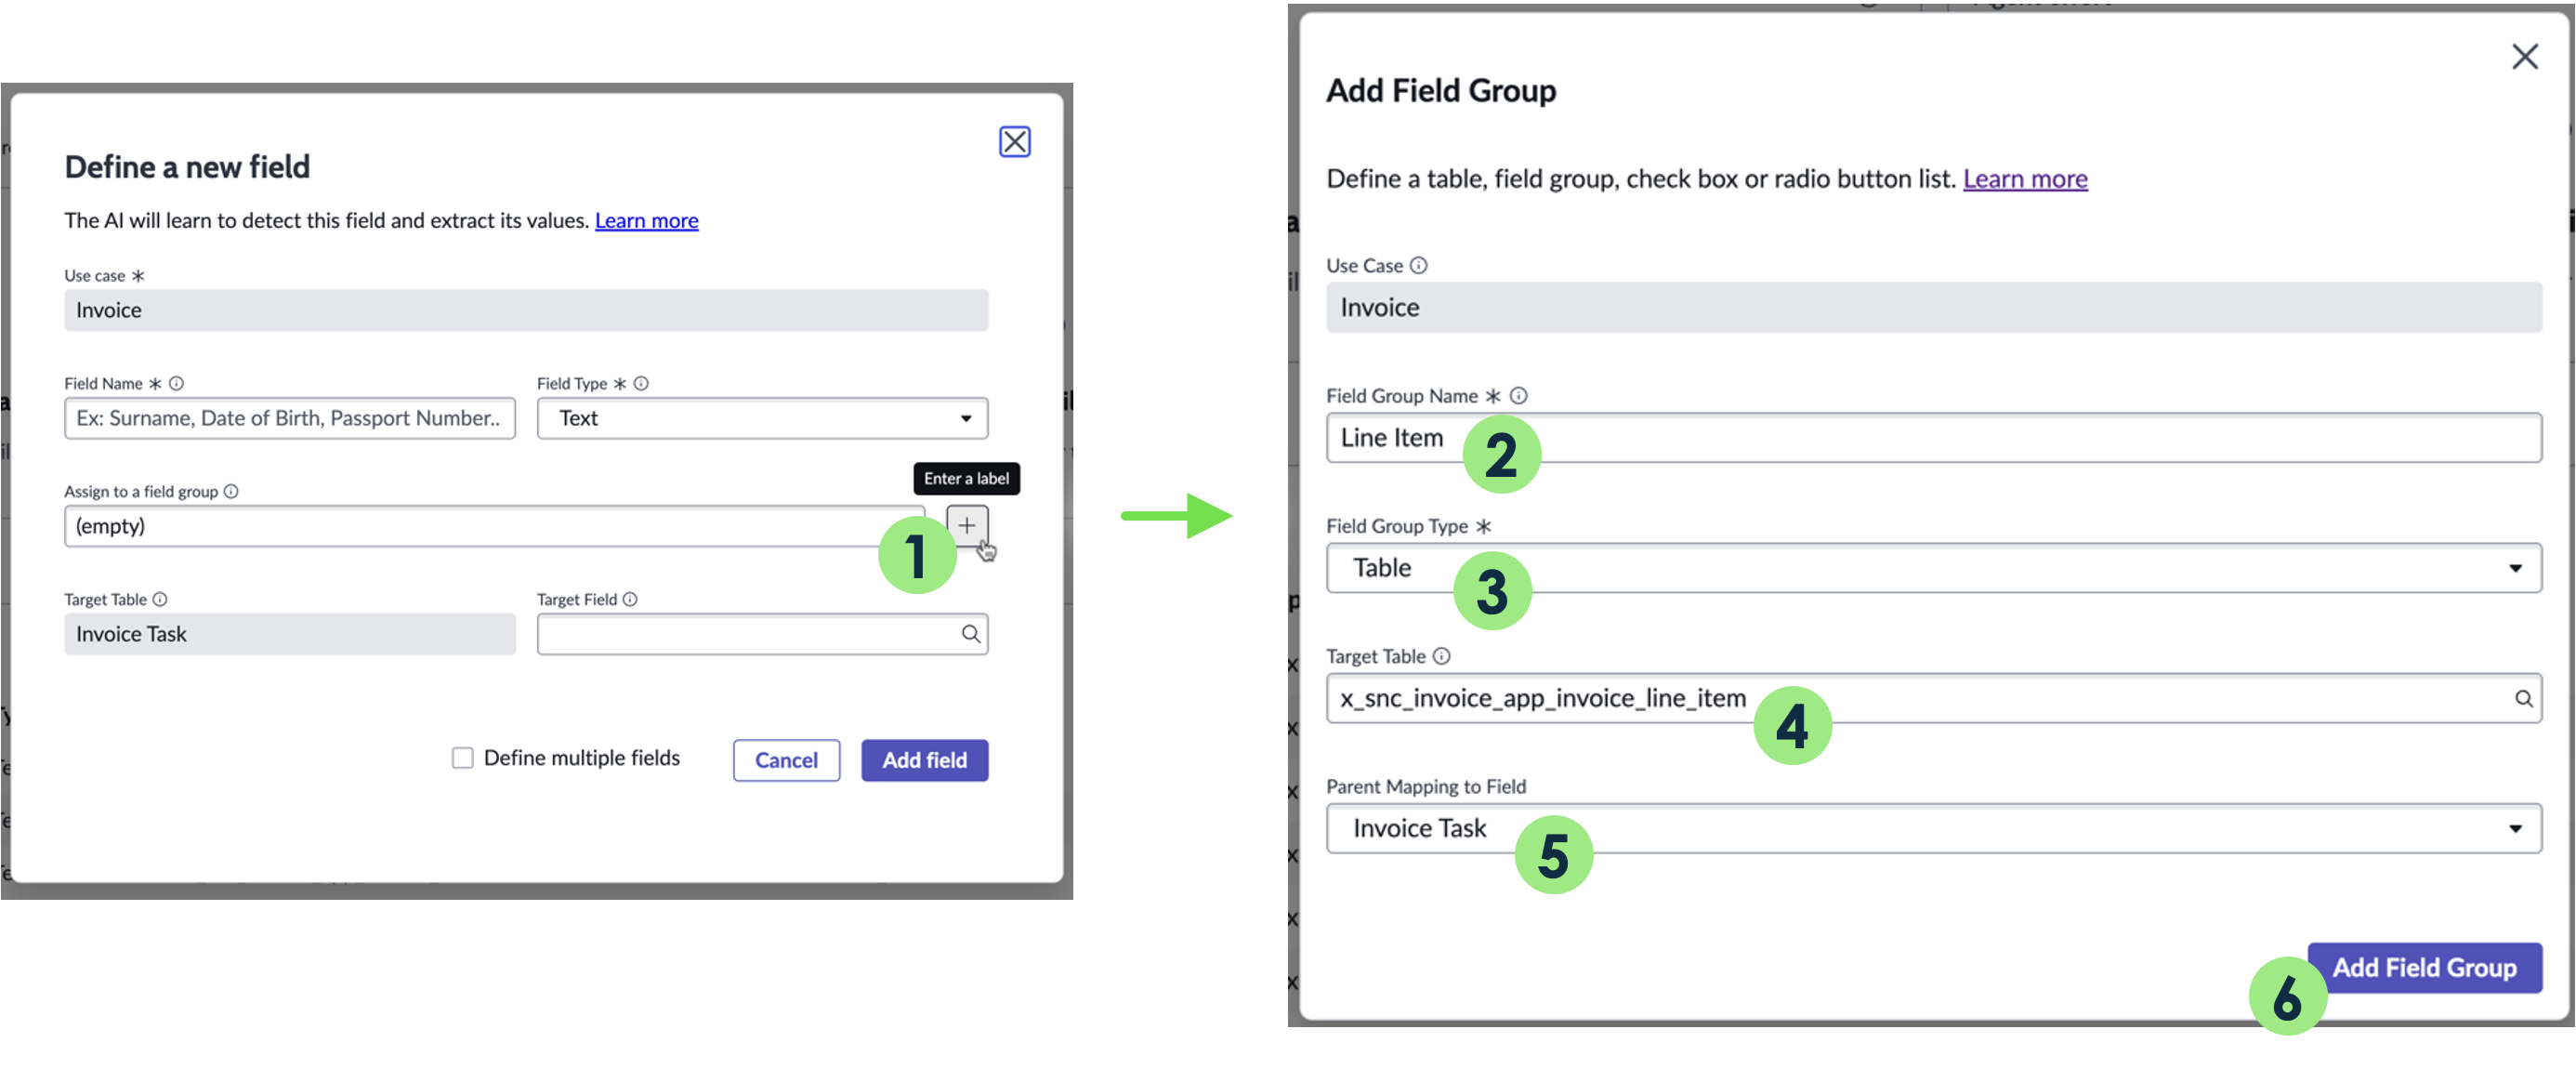 Define a new field
The AI will learn to detect this field and extract its values. Learn more
Use case *
Invoice
Field Name *
Field Type *
Ex: Surname, Date of Birth, Passport Number..
Text
Enter a label
Assign to a field group
(empty)
+
1
Target Table
Target Field
Invoice Task
Define multiple fields
Cancel
Add field
Add Field Group
Define a table, field group, check box or radio button list. Learn more
Use Case
Invoice
Field Group Name *
Line Item
2
Field Group Type *
Table
3
Target Table
x_snc_invoice_app_invoice_line_item
4
Parent Mapping to Field
Invoice Task
5
Add Field Group
6